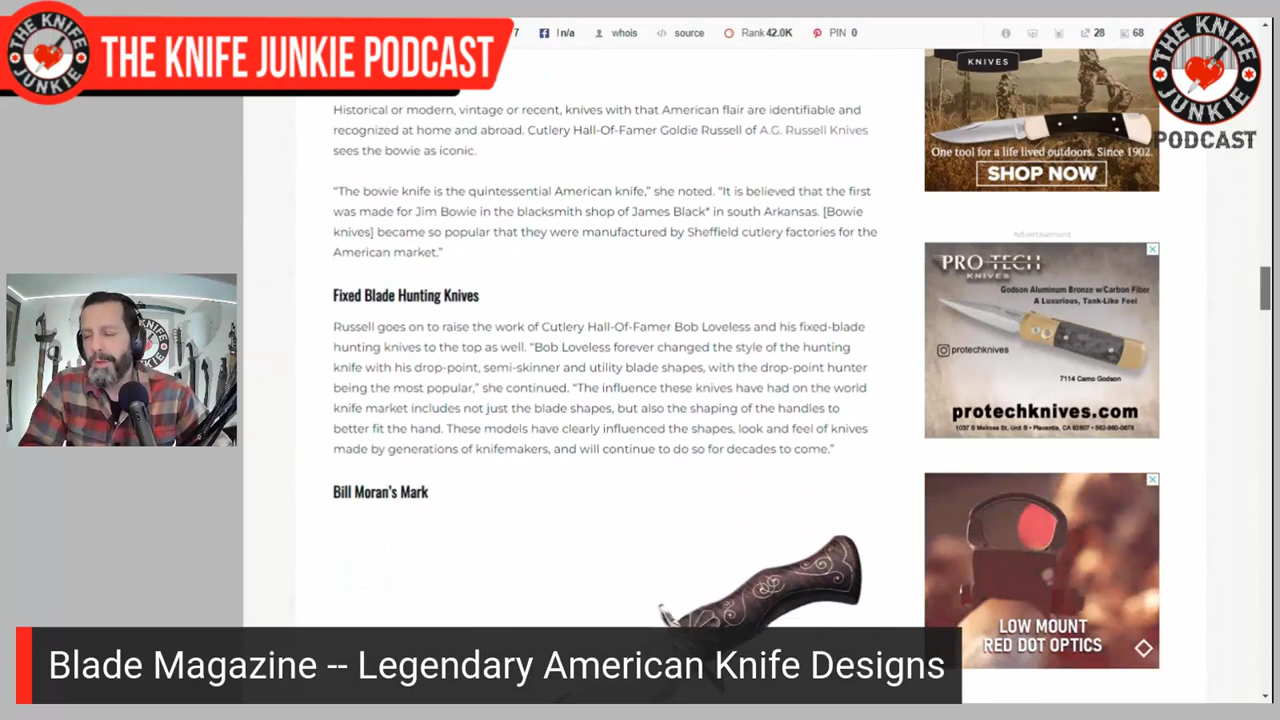 THE KNIFE JUNKIE
THE KNIFE JUNKIE PODCAST
7 n/a whois source Rank 42.0K PIN 0 28 68
THE KNIFE JUNKIE
PODCAST
Historical or modern, vintage or recent, knives with that American flair are identifiable and
recognized at home and abroad. Cutlery Hall-Of-Famer Goldie Russell of A.G. Russell Knives
sees the bowie as iconic.
“The bowie knife is the quintessential American knife,” she noted. “It is believed that the first
was made for Jim Bowie in the blacksmith shop of James Black* in south Arkansas. [Bowie
knives] became so popular that they were manufactured by Sheffield cutlery factories for the
American market.”
Fixed Blade Hunting Knives
Russell goes on to raise the work of Cutlery Hall-Of-Famer Bob Loveless and his fixed-blade
hunting knives to the top as well. “Bob Loveless forever changed the style of the hunting
knife with his drop-point, semi-skinner and utility blade shapes, with the drop-point hunter
being the most popular,” she continued. “The influence these knives have had on the world
knife market includes not just the blade shapes, but also the shaping of the handles to
better fit the hand. These models have clearly influenced the shapes, look and feel of knives
made by generations of knifemakers, and will continue to do so for decades to come.”
Bill Moran’s Mark
KNIVES
One tool for a life lived outdoors. Since 1902.
SHOP NOW
Advertisement
PRO-TECH
KNIVES
Godson Aluminum Bronze w/Carbon Fiber
A Luxurious, Tank-Like Feel
protechknives
7114 Camo Godson
protechknives.com
1037 S Melrose St, Unit B • Placentia, CA 92807 • 562-860-0678
LOW MOUNT
RED DOT OPTICS
KNIFE
JUNKIE
Blade Magazine -- Legendary American Knife Designs